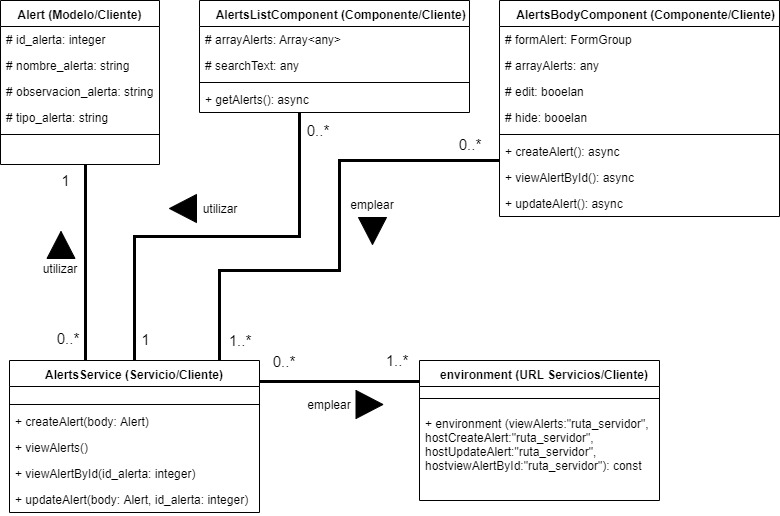 Alert (Modelo/Cliente)
# id_alerta: integer
# nombre_alerta: string
# observacion_alerta: string
# tipo_alerta: string
AlertsListComponent (Componente/Cliente)
# arrayAlerts: Array<any>
# searchText: any
+ getAlerts(): async
AlertsBodyComponent (Componente/Cliente)
# formAlert: FormGroup
# arrayAlerts: any
# edit: booelan
# hide: booelan
+ createAlert(): async
+ viewAlertById(): async
+ updateAlert(): async
0..*
0..*
1
utilizar
emplear
utilizar
0..*
1
1..*
AlertsService (Servicio/Cliente)
+ createAlert(body: Alert)
+ viewAlerts()
+ viewAlertById(id_alerta: integer)
+ updateAlert(body: Alert, id_alerta: integer)
0..*
1..*
emplear
environment (URL Servicios/Cliente)
+ environment (viewAlerts:"ruta_servidor",
hostCreateAlert:"ruta_servidor",
hostUpdateAlert:"ruta_servidor",
hostviewAlertById:"ruta_servidor"): const